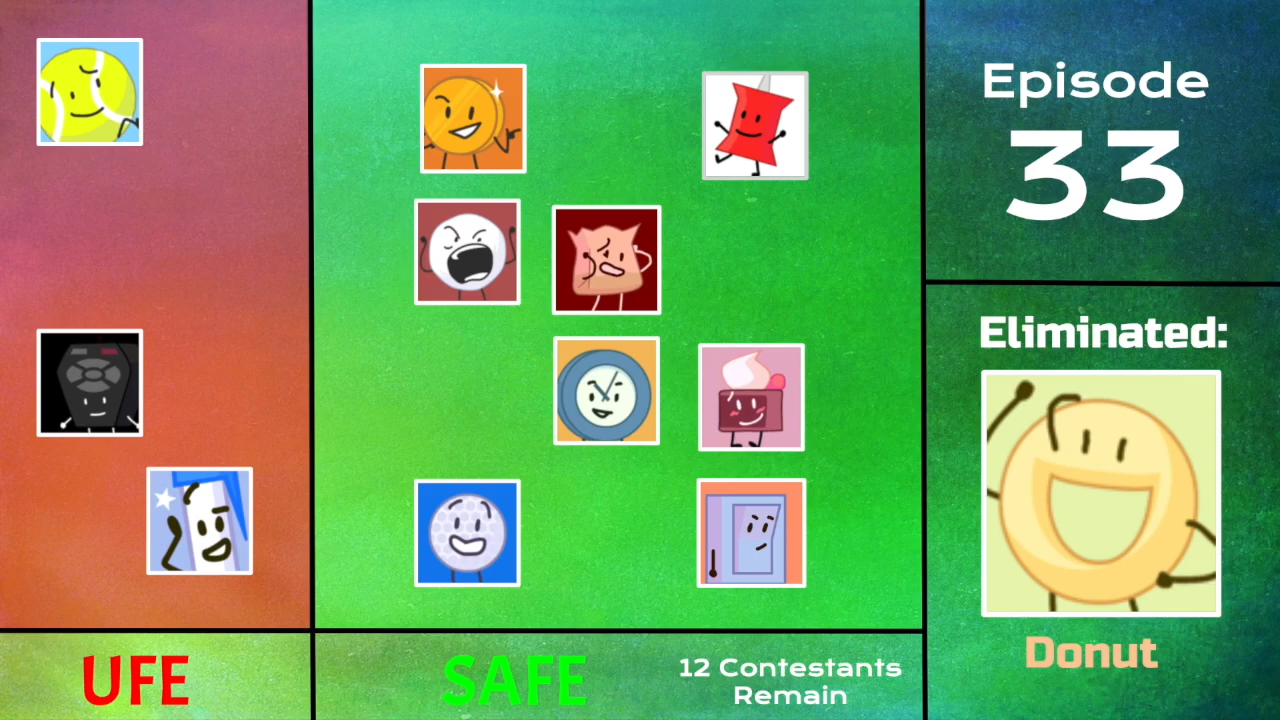 Episode
33
Eliminated:
Donut
UFE
SAFE
12 Contestants
Remain